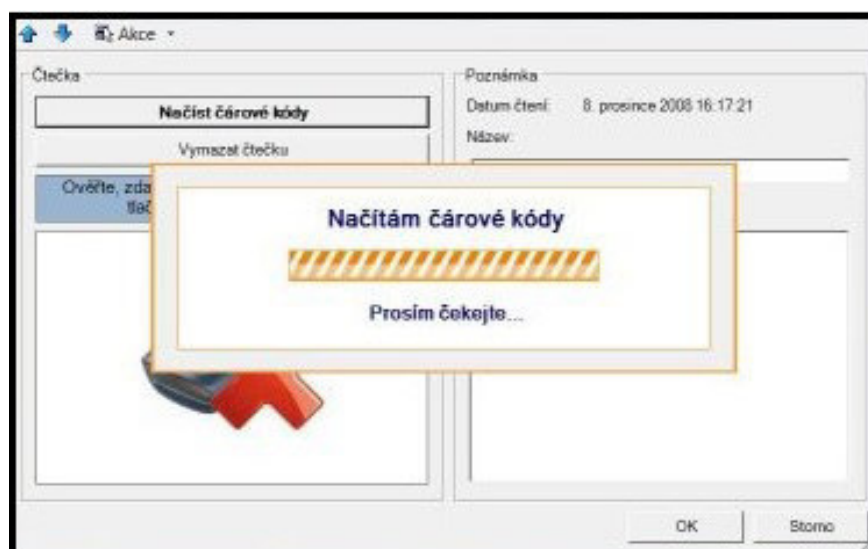 Akce
Čtečka
Načíst čárové kódy
Vymazat čtečku
Ověřte, zda
Poznámka
Datum čtení: 8. prosince 2008 16:17:21
Název:
Načítám čárové kódy
Prosím čekejte...
OK
Storno